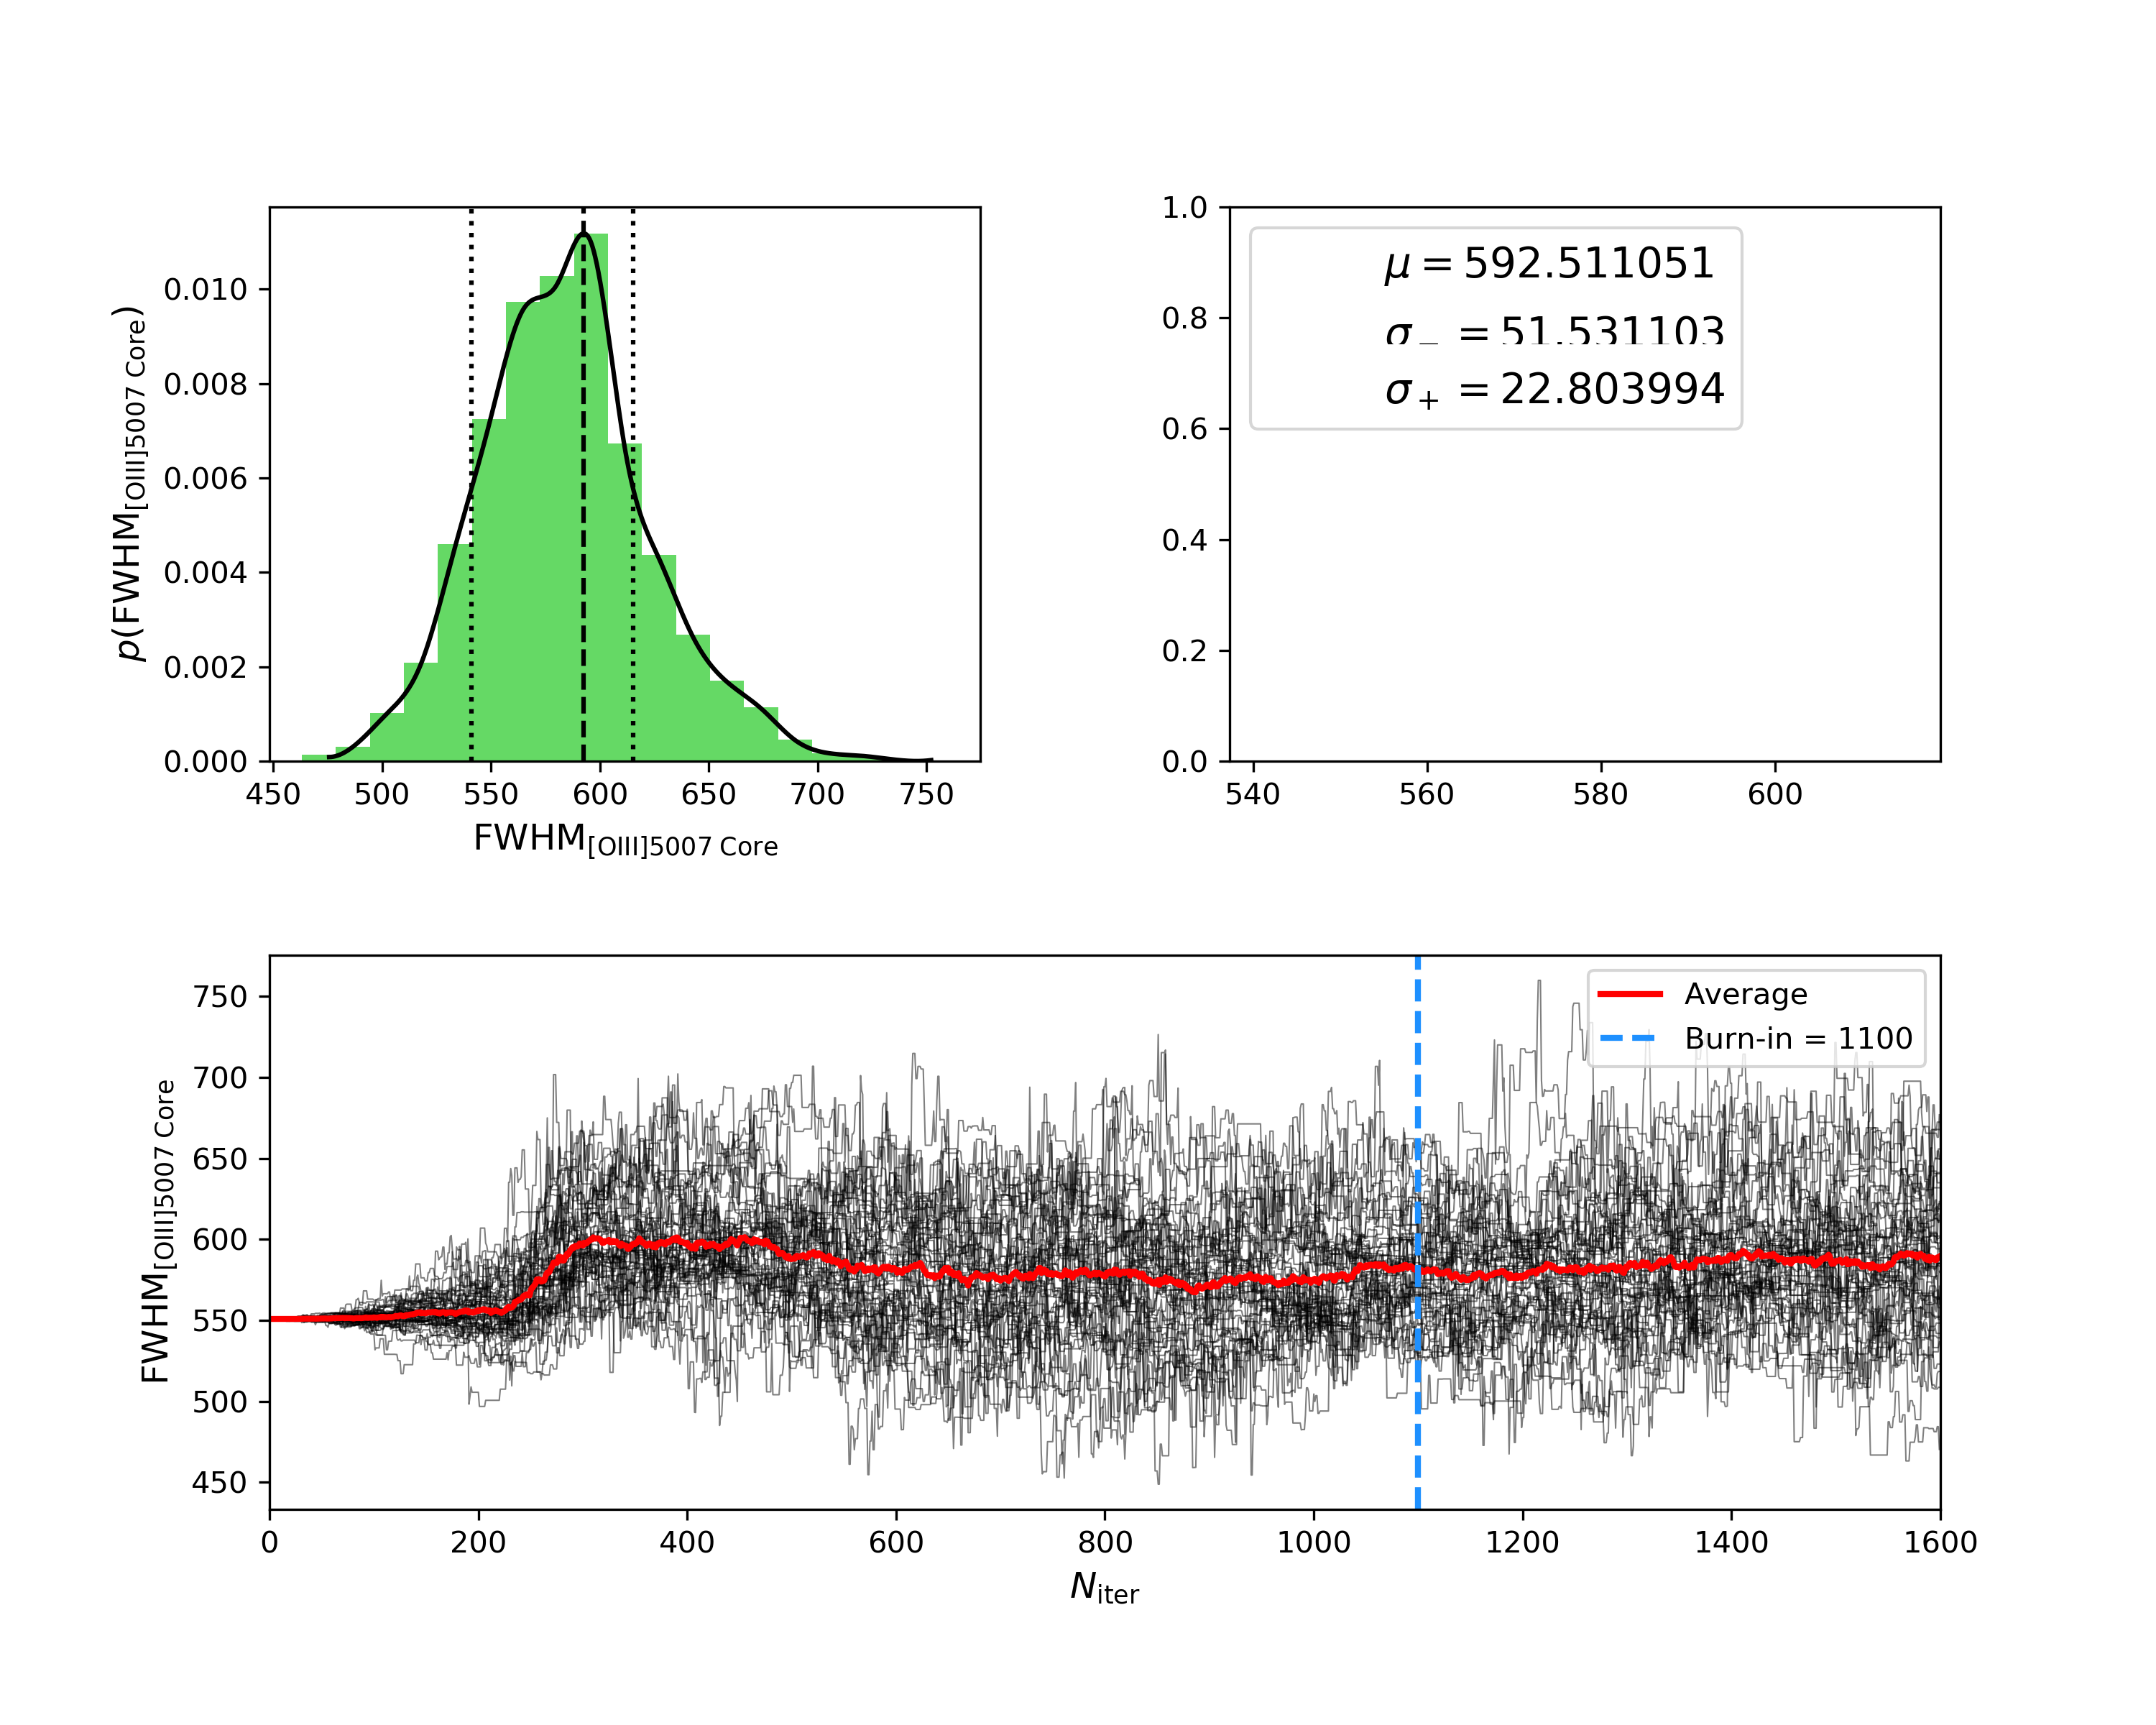 p(FWHM[OIII]5007 Core)
0.010
0.008
0.006
0.004
0.002
0.000
450 500 550 600 650 700 750
FWHM[OIII]5007 Core
1.0
0.8
0.6
0.4
0.2
0.0
μ = 592.511051
σ− = 51.531103
σ+ = 22.803994
540 560 580 600
FWHM[OIII]5007 Core
750
700
650
600
550
500
450
Average
Burn-in = 1100
0 200 400 600 800 1000 1200 1400 1600
Niter